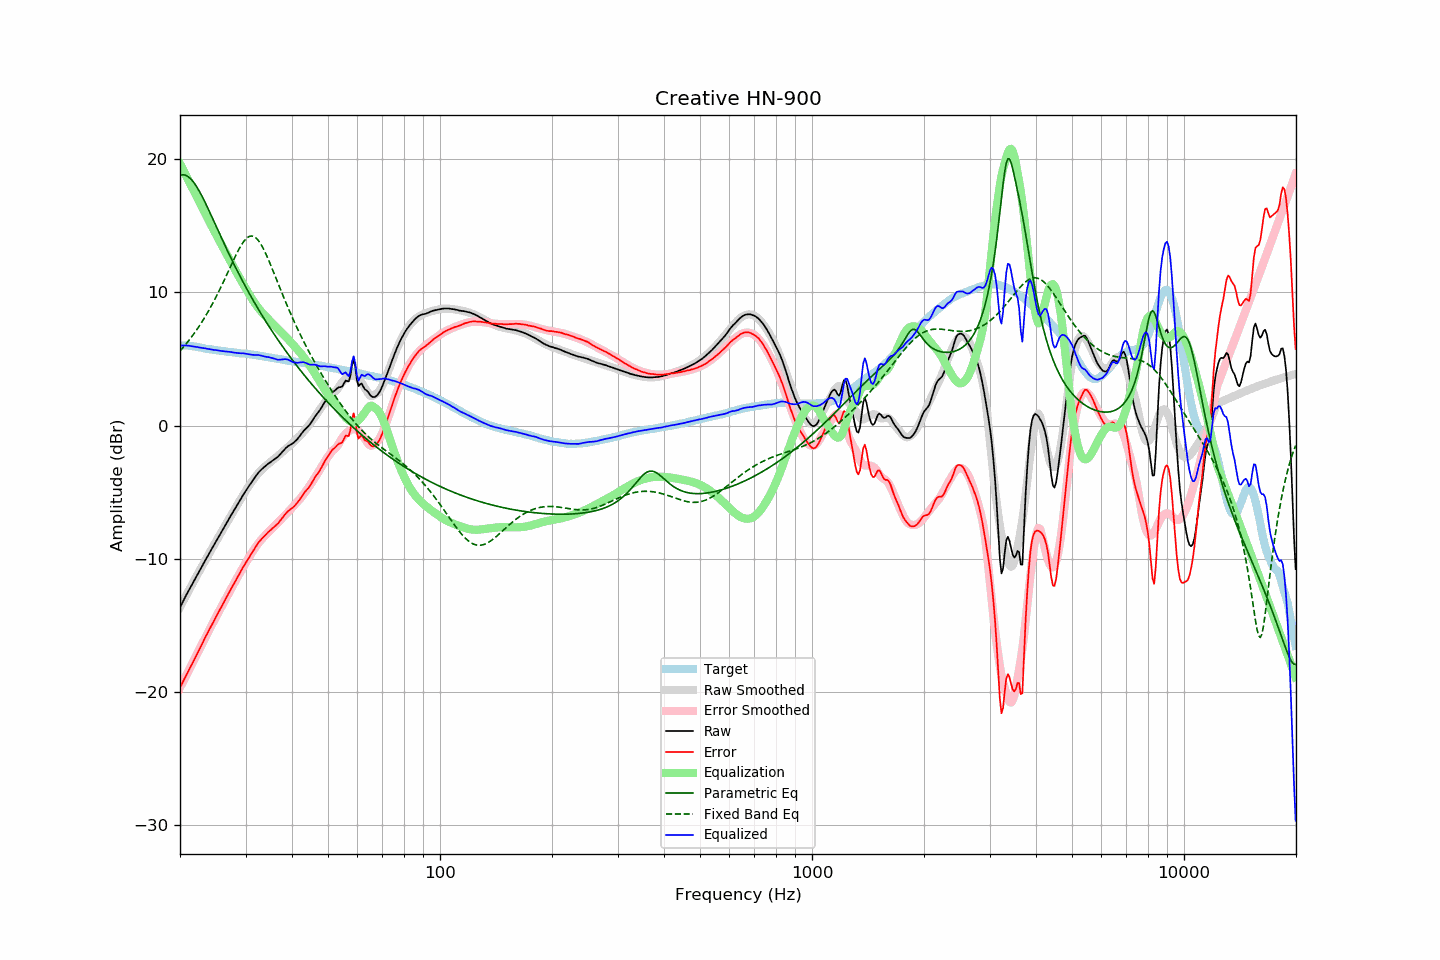 Creative HN-900
Amplitude (dBr)
20
10
0
−10
−20
−30
100
1000
10000
Frequency (Hz)
Target
Raw Smoothed
Error Smoothed
Raw
Error
Equalization
Parametric Eq
Fixed Band Eq
Equalized